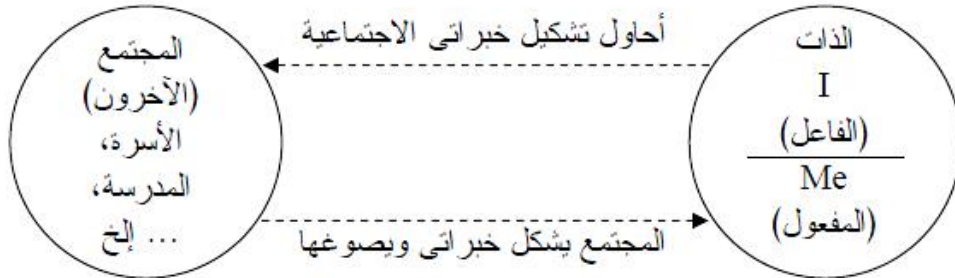 الذات
I
(الفاعل)
Me
(المفعول)
أحاول تشكيل خبراتى الاجتماعية
المجتمع يشكل خبراتى ويصوغها
المجتمع
(الآخرون)
الأسرة،
المدرسة،
... إلخ